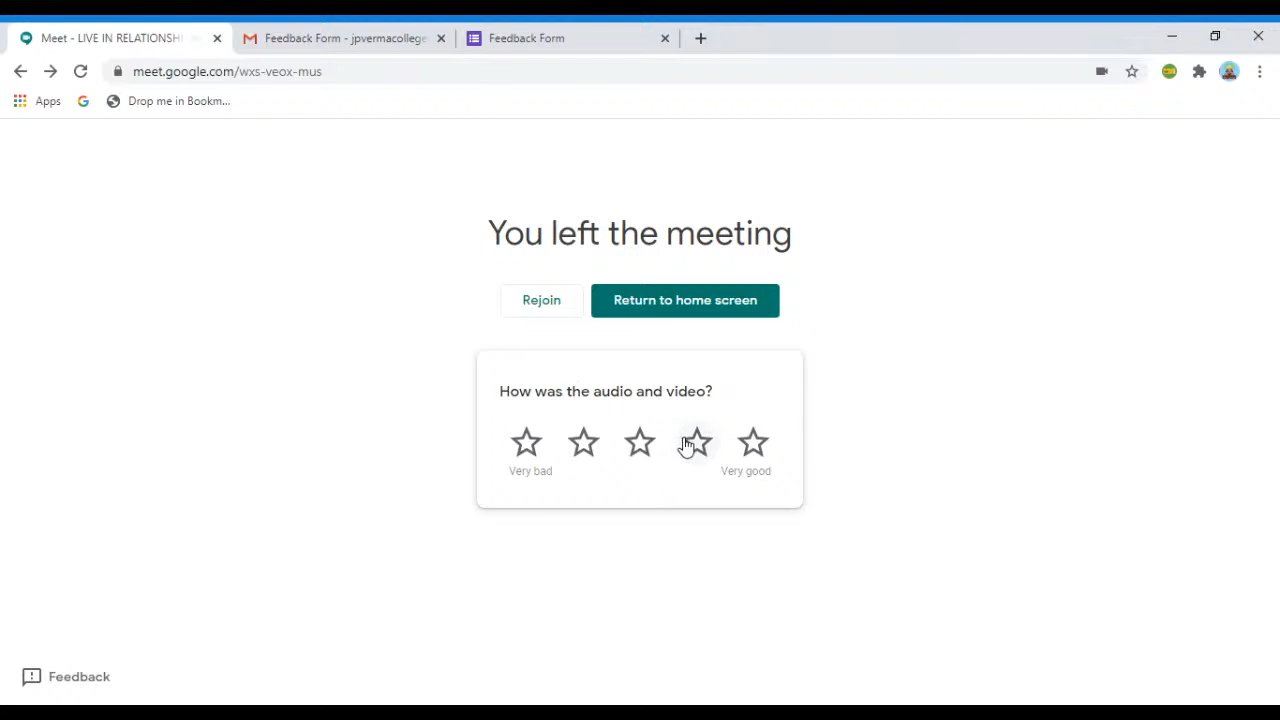 Meet - LIVE IN RELATIONSHI
Feedback Form - jpvermacollege
Feedback Form
meet.google.com/wxs-veox-mus
Apps
Drop me in Bookm...
You left the meeting
Rejoin
Return to home screen
How was the audio and video?
Very bad
Very good
Feedback